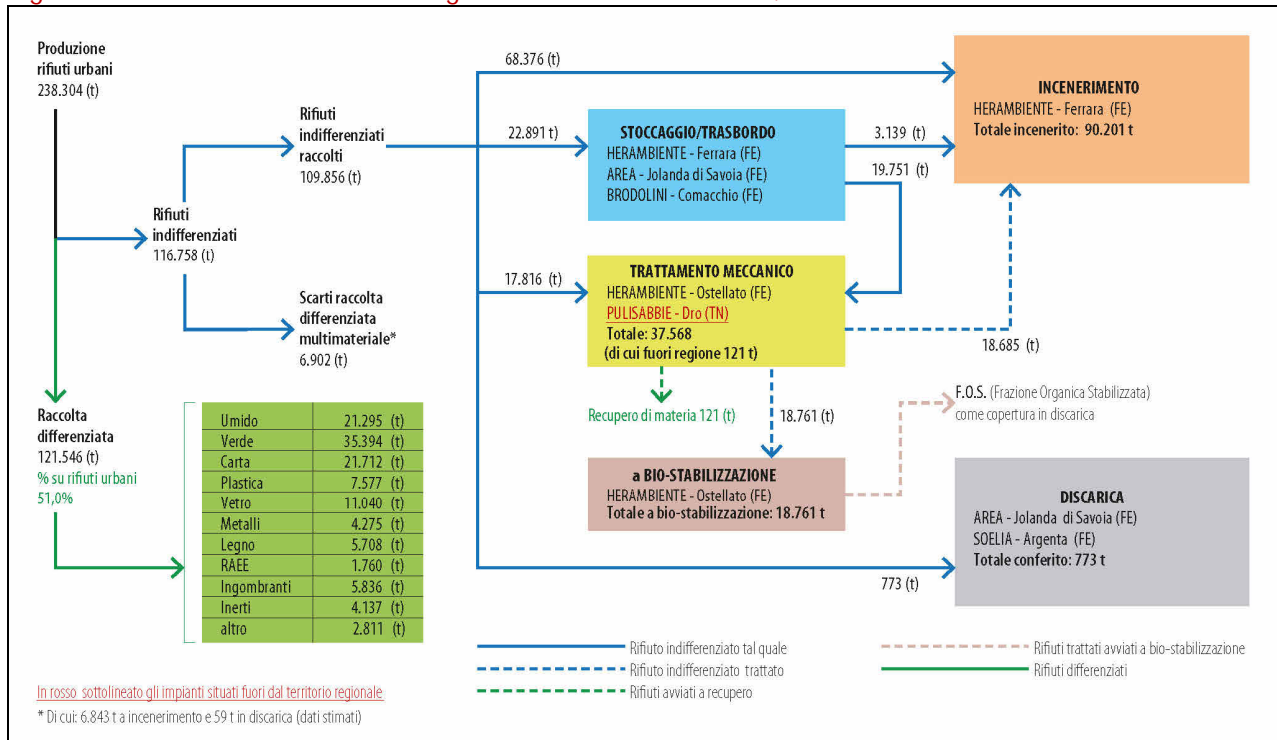 Produzione
rifiuti urbani
238.304 (t)
Rifiuti
indifferenziati
116.758 (t)
Rifiuti
indifferenziati
raccolti
109.856 (t)
Scarti raccolta
differenziata
multimateriale*
6.902 (t)
Raccolta
differenziata
121.546 (t)
% su rifiuti urbani
51,0%
Umido 21.295 (t)
Verde 35.394 (t)
Carta 21.712 (t)
Plastica 7.577 (t)
Vetro 11.040 (t)
Metalli 4.275 (t)
Legno 5.708 (t)
RAEE 1.760 (t)
Ingombranti 5.836 (t)
Inerti 4.137 (t)
altro 2.811 (t)
68.376 (t)
22.891 t)
17.816 (t)
773 (t)
STOCCAGGIO/TRASBORDO
HERAMBIENTE - Ferrara (FE)
AREA - Jolanda di Savoia (FE)
BRODOLINI - Comacchio (FE)
3.139 (t)
19.751 (t)
INCENERIMENTO
HERAMBIENTE - Ferrara (FE)
Totale incenerito: 90.201 t
TRATTAMENTO MECCANICO
HERAMBIENTE - Ostellato (FE)
PULISABBIE - Dro (TN)
Totale: 37.568
(di cui fuori regione 121 t)
18.685 (t)
Recupero di materia 121 (t)
18.761 (t)
F.O.S. (Frazione Organica Stabilizzata)
come copertura in discarica
a BIO-STABILIZZAZIONE
HERAMBIENTE - Ostellato (FE)
Totale a bio-stabilizzazione: 18.761 t
DISCARICA
AREA - Jolanda di Savoia (FE)
SOELIA - Argenta (FE)
Totale conferito: 773 t
Rifiuto indifferenziato tal quale
Rifiuto indifferenziato trattato
Rifiuti avviati a recupero
Rifiuti trattati avviati a bio-stabilizzazione
Rifiuti differenziati
In rosso sottolineato gli impianti situati fuori dal territorio regionale
* Di cui: 6.843 t a incenerimento e 59 t in discarica (dati stimati)